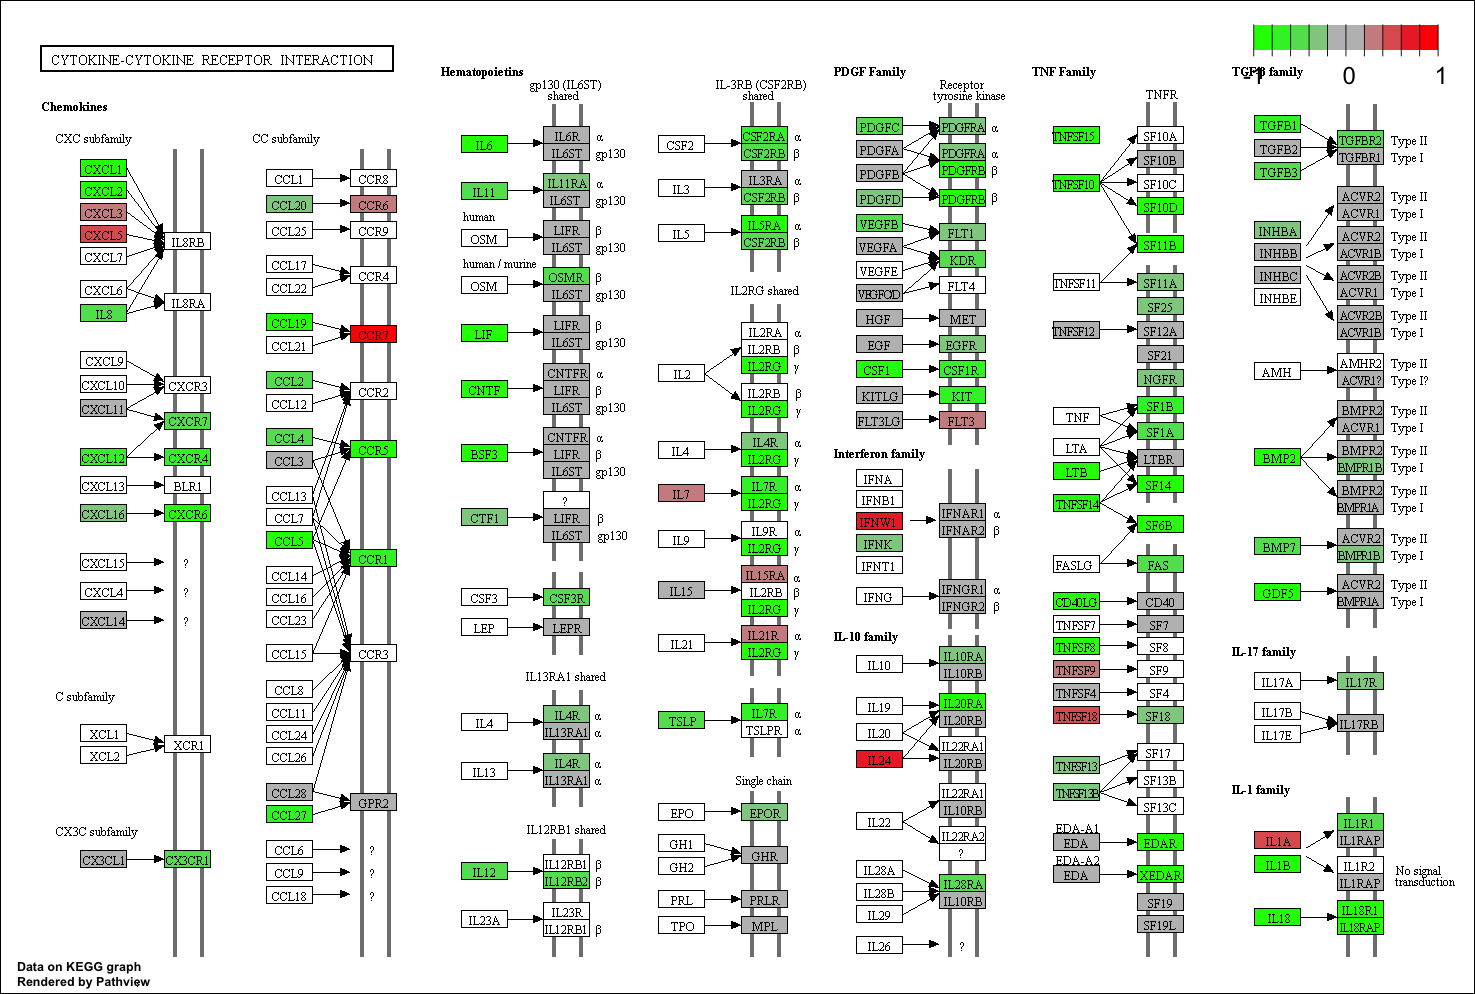 CYTOKINE-CYTOKINE RECEPTOR INTERACTION
-1 0 1
Chemokines
CXC subfamily
CXCL1
CXCL2
CXCL3
CXCL5
CXCL7
IL8RB
CXCL6
IL8RA
IL8
CXCL9
CXCL10
CXCR3
CXCL11
CXCR7
CXCL12
CXCR4
CXCL13
BLR1
CXCL16
CXCR6
CXCL15
?
CXCL4
?
CXCL14
?
C subfamily
XCL1
XCL2
XCR1
CX3C subfamily
CX3CL1
CX3CR1
CC subfamily
CCL1
CCR8
CCL20
CCR6
CCL25
CCR9
CCL17
CCL22
CCR4
CCL19
CCL21
CCR7
CCL2
CCL12
CCR2
CCL4
CCL3
CCR5
CCL13
CCL7
CCL5
CCR1
CCL14
CCL16
CCL23
CCL15
CCR3
CCL8
CCL11
CCL24
CCL26
CCL28
CCL27
GPR2
CCL6
?
CCL9
?
CCL18
?
Hematopoietins
gp130 (IL6ST)
shared
IL6
IL6R α
IL6ST gp130
IL11
IL11RA α
IL6ST gp130
human
OSM
LIFR β
IL6ST gp130
human / murine
OSM
OSMR β
IL6ST gp130
LIF
LIFR β
IL6ST gp130
CNTF
CNTFR α
LIFR β
IL6ST gp130
BSF3
CNTFR α
LIFR β
IL6ST gp130
CTF1
?
LIFR β
IL6ST gp130
CSF3
CSF3R
LEP
LEPR
IL13RA1 shared
IL4
IL4R α
IL13RA1 α
IL13
IL4R α
IL13RA1 α
IL12RB1 shared
IL12
IL12RB1 β
IL12RB2 β
IL23A
IL23R
IL12RB1 β
IL-3RB (CSF2RB)
shared
CSF2
CSF2RA α
CSF2RB β
IL3
IL3RA α
CSF2RB β
IL5
IL5RA α
CSF2RB β
IL2RG shared
IL2
IL2RA α
IL2RB β
IL2RG γ
IL2RB β
IL2RG γ
IL4
IL4R α
IL2RG γ
IL7
IL7R α
IL2RG γ
IL9
IL9R α
IL2RG γ
IL15
IL15RA α
IL2RB β
IL2RG γ
IL21
IL21R α
IL2RG γ
TSLP
IL7R α
TSLPR α
Single chain
EPO
EPOR
GH1
GH2
GHR
PRL
PRLR
TPO
MPL
PDGF Family
Receptor
tyrosine kinase
PDGFC
PDGFRA α
PDGFA
PDGFRA α
PDGFB
PDGFRB β
PDGFD
PDGFRB β
VEGFB
FLT1
VEGFA
KDR
VEGFE
VEGFC/D
FLT4
HGF
MET
EGF
EGFR
CSF1
CSF1R
KITLG
KIT
FLT3LG
FLT3
Interferon family
IFNA
IFNB1
IFNW1
IFNAR1 α
IFNAR2 β
IFNK
IFNT1
IFNG
IFNGR1 α
IFNGR2 β
IL-10 family
IL10
IL10RA
IL10RB
IL19
IL20RA
IL20RB
IL20
IL22RA1
IL20RB
IL24
IL22
IL22RA1
IL10RB
IL22RA2
?
IL28A
IL28B
IL29
IL28RA
IL10RB
IL26
?
TNF Family
TNFR
TNFSF15
SF10A
SF10B
TNFSF10
SF10C
SF10D
SF11B
TNFSF11
SF11A
SF25
TNFSF12
SF12A
SF21
NGFR
TNF
SF1B
SF1A
LTA
LTBR
LTB
SF14
TNFSF14
SF6B
FASLG
FAS
CD40LG
CD40
TNFSF7
SF7
TNFSF8
SF8
TNFSF9
SF9
TNFSF4
SF4
TNFSF18
SF18
TNFSF13
SF17
TNFSF13B
SF13B
SF13C
EDA-A1
EDA
EDAR
EDA-A2
EDA
XEDAR
SF19
SF19L
TGFβ family
TGFB1
TGFB2
TGFB3
TGFBR2 Type II
TGFBR1 Type I
INHBA
INHBB
INHBC
INHBE
ACVR2 Type II
ACVR1 Type I
ACVR2 Type II
ACVR1B Type I
ACVR2B Type II
ACVR1 Type I
ACVR2B Type II
ACVR1B Type I
AMH
AMHR2 Type II
ACVR1? Type I?
BMP2
BMPR2 Type II
ACVR1 Type I
BMPR2 Type II
BMPR1B Type I
BMPR2 Type II
BMPR1A Type I
BMP7
ACVR2 Type II
BMPR1B Type I
GDF5
ACVR2 Type II
BMPR1A Type I
IL-17 family
IL17A
IL17R
IL17B
IL17E
IL17RB
IL-1 family
IL1A
IL1B
IL1R1
IL1RAP
IL1R2
IL1RAP
No signal
transduction
IL18
IL18R1
IL18RAP
Data on KEGG graph
Rendered by Pathview